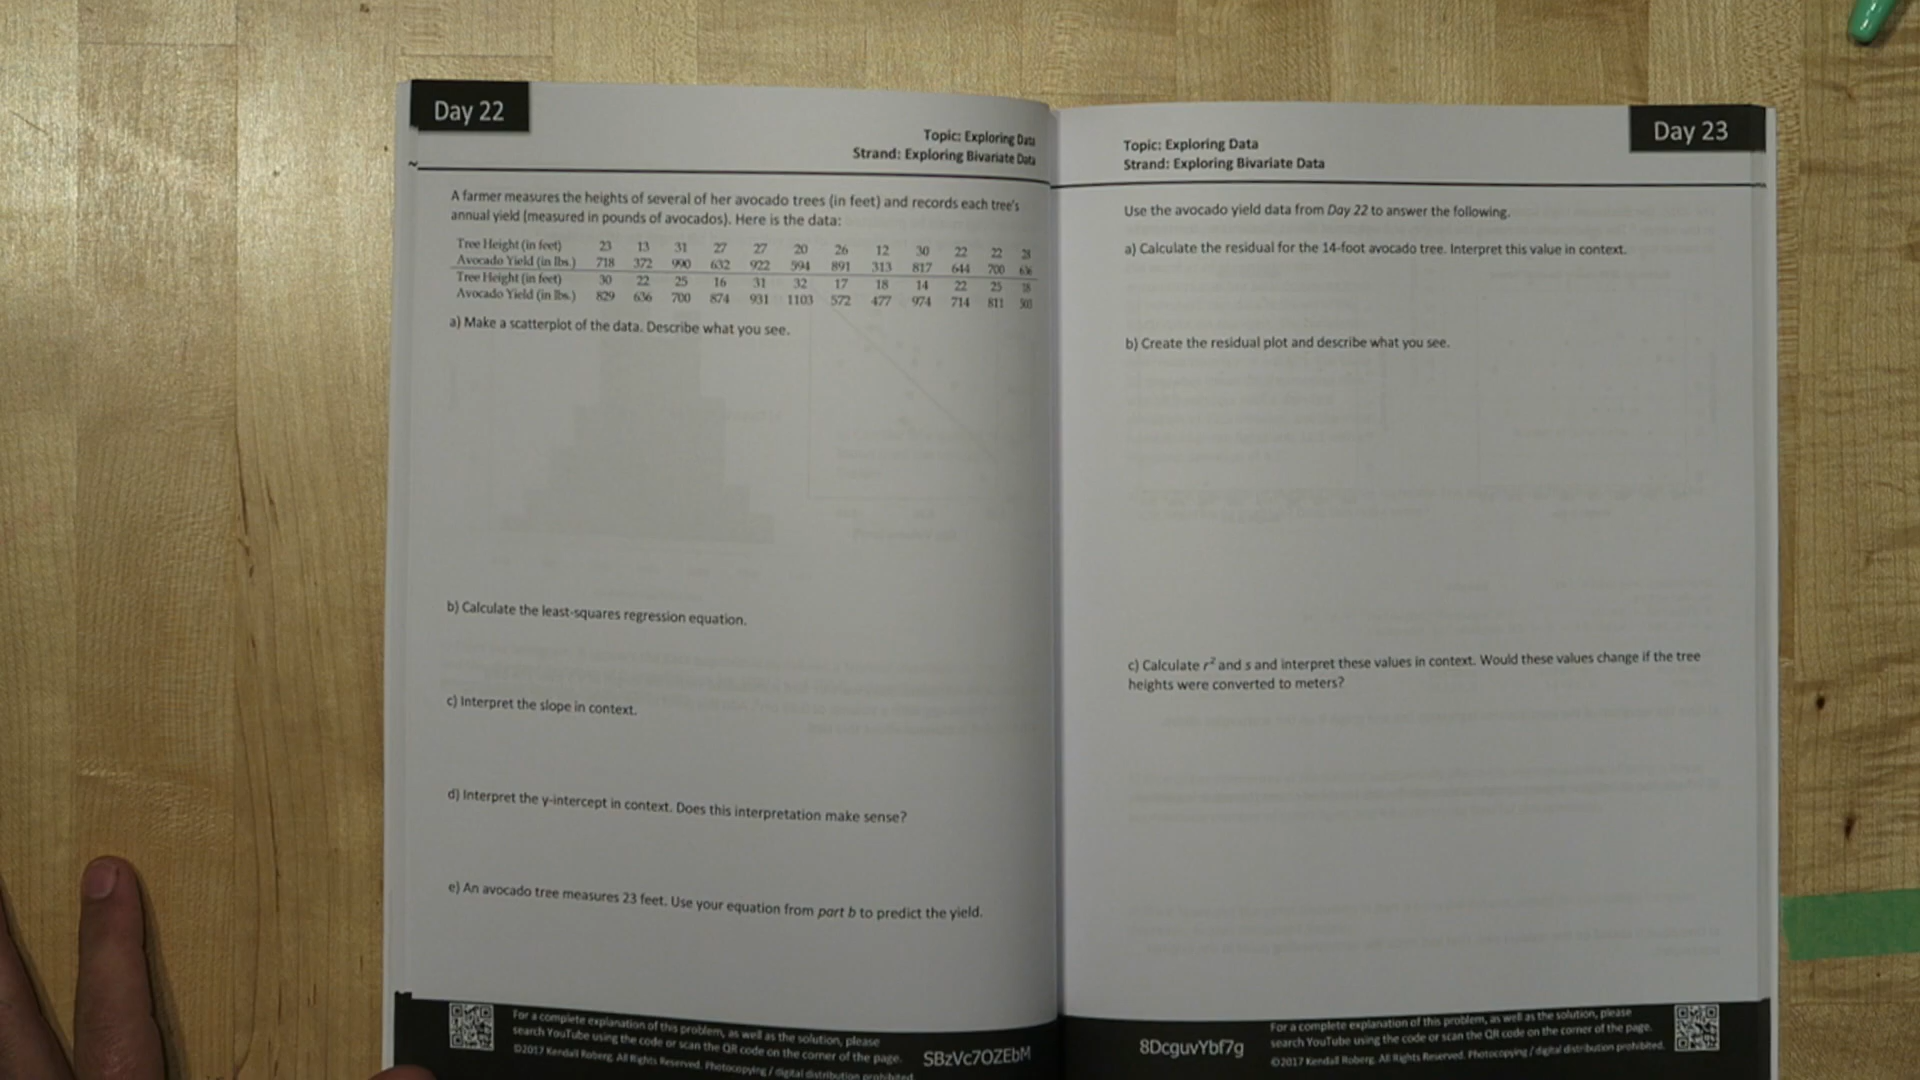 Day 22
Topic: Exploring Data
Strand: Exploring Bivariate Data
A farmer measures the heights of several of her avocado trees (in feet) and records each tree's
annual yield (measured in pounds of avocados). Here is the data:
Tree Height (in feet) 23 13 31 27 27 20 26 12 30 22 22 28
Avocado Yield (in lbs.) 718 372 990 632 922 594 891 313 817 644 700 636
Tree Height (in feet) 30 22 25 16 31 32 17 18 14 22 25 18
Avocado Yield (in lbs.) 829 636 700 874 931 1103 572 477 974 714 811
a) Make a scatterplot of the data. Describe what you see.
b) Calculate the least-squares regression equation.
c) Interpret the slope in context.
d) Interpret the y-intercept in context. Does this interpretation make sense?
e) An avocado tree measures 23 feet. Use your equation from part b to predict the yield.
For a complete explanation of this problem, as well as the solution, please
search YouTube using the code or scan the QR code on the corner of the page.
©2017 Kendall Roberg. All Rights Reserved. Photocopying / digital distribution prohibited.
SBzVc7OZEbM
Day 23
Topic: Exploring Data
Strand: Exploring Bivariate Data
Use the avocado yield data from Day 22 to answer the following.
a) Calculate the residual for the 14-foot avocado tree. Interpret this value in context.
b) Create the residual plot and describe what you see.
c) Calculate r² and s and interpret these values in context. Would these values change if the tree
heights were converted to meters?
8DcguvYbf7g
For a complete explanation of this problem, as well as the solution, please
search YouTube using the code or scan the QR code on the corner of the page.
©2017 Kendall Roberg. All Rights Reserved. Photocopying / digital distribution prohibited.